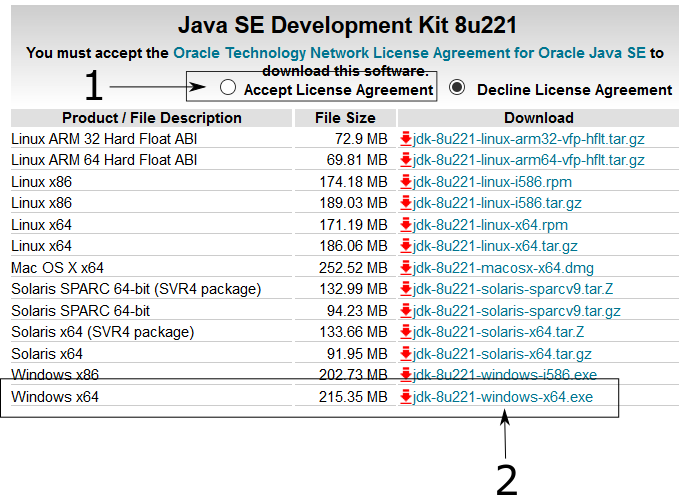 Java SE Development Kit 8u221
You must accept the Oracle Technology Network License Agreement for Oracle Java SE to
download this software.
1 Accept License Agreement Decline License Agreement
Product / File Description File Size Download
Linux ARM 32 Hard Float ABI 72.9 MB jdk-8u221-linux-arm32-vfp-hflt.tar.gz
Linux ARM 64 Hard Float ABI 69.81 MB jdk-8u221-linux-arm64-vfp-hflt.tar.gz
Linux x86 174.18 MB jdk-8u221-linux-i586.rpm
Linux x86 189.03 MB jdk-8u221-linux-i586.tar.gz
Linux x64 171.19 MB jdk-8u221-linux-x64.rpm
Linux x64 186.06 MB jdk-8u221-linux-x64.tar.gz
Mac OS X x64 252.52 MB jdk-8u221-macosx-x64.dmg
Solaris SPARC 64-bit (SVR4 package) 132.99 MB jdk-8u221-solaris-sparcv9.tar.Z
Solaris SPARC 64-bit 94.23 MB jdk-8u221-solaris-sparcv9.tar.gz
Solaris x64 (SVR4 package) 133.66 MB jdk-8u221-solaris-x64.tar.Z
Solaris x64 91.95 MB jdk-8u221-solaris-x64.tar.gz
Windows x86 202.73 MB jdk-8u221-windows-i586.exe
Windows x64 215.35 MB jdk-8u221-windows-x64.exe
2